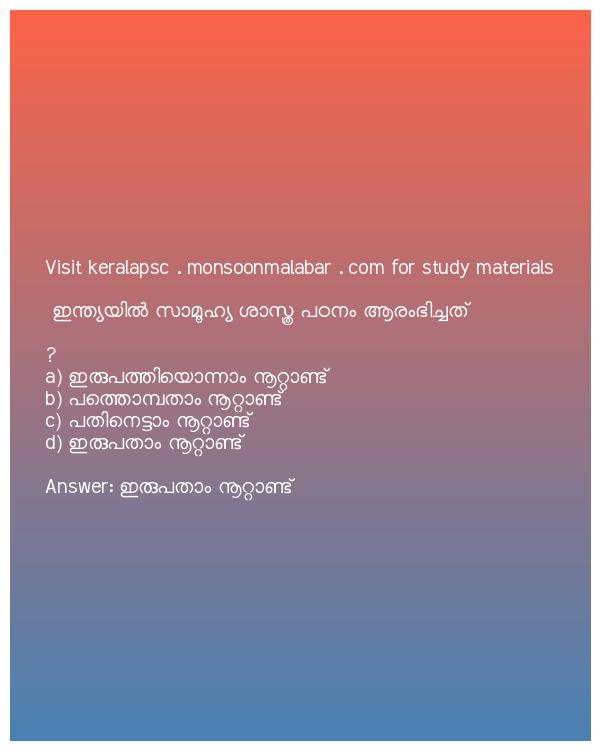 Visit keralapsc . monsoonmalabar . com for study materials
ഇന്ത്യയിൽ സാമൂഹ്യ ശാസ്ത്ര പഠനം ആരംഭിച്ചത്
?
a) ഇരുപത്തിയൊന്നാം നൂറ്റാണ്ട്
b) പത്തൊമ്പതാം നൂറ്റാണ്ട്
c) പതിനെട്ടാം നൂറ്റാണ്ട്
d) ഇരുപതാം നൂറ്റാണ്ട്
Answer: ഇരുപതാം നൂറ്റാണ്ട്